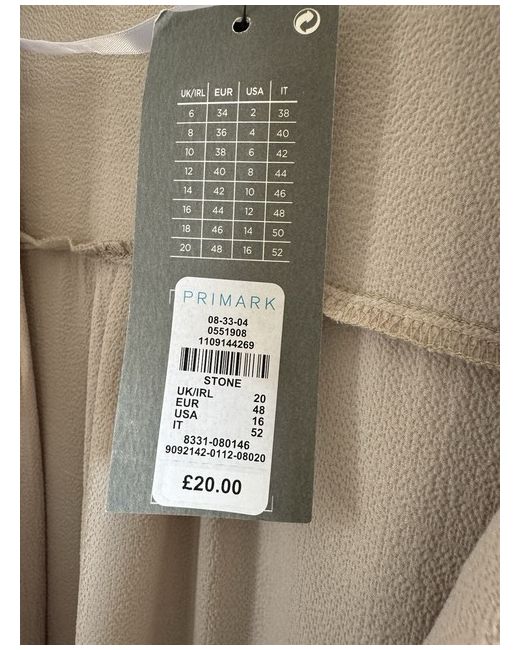 UK/IRL EUR USA IT
6 34 2 38
8 36 4 40
10 38 6 42
12 40 8 44
14 42 10 46
16 44 12 48
18 46 14 50
20 48 16 52
PRIMARK
08-33-04
0551908
1109144269
STONE
UK/IRL 20
EUR 48
USA 16
IT 52
8331-080146
9092142-0112-08020
£20.00